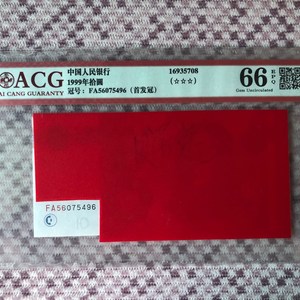 ACG
AI CANG GUARANTY
中国人民银行
1999年拾圆
冠号：FA56075496（首发冠）
16935708
(☆☆☆)
66 EPQ
Gem Uncirculated
FA56075496